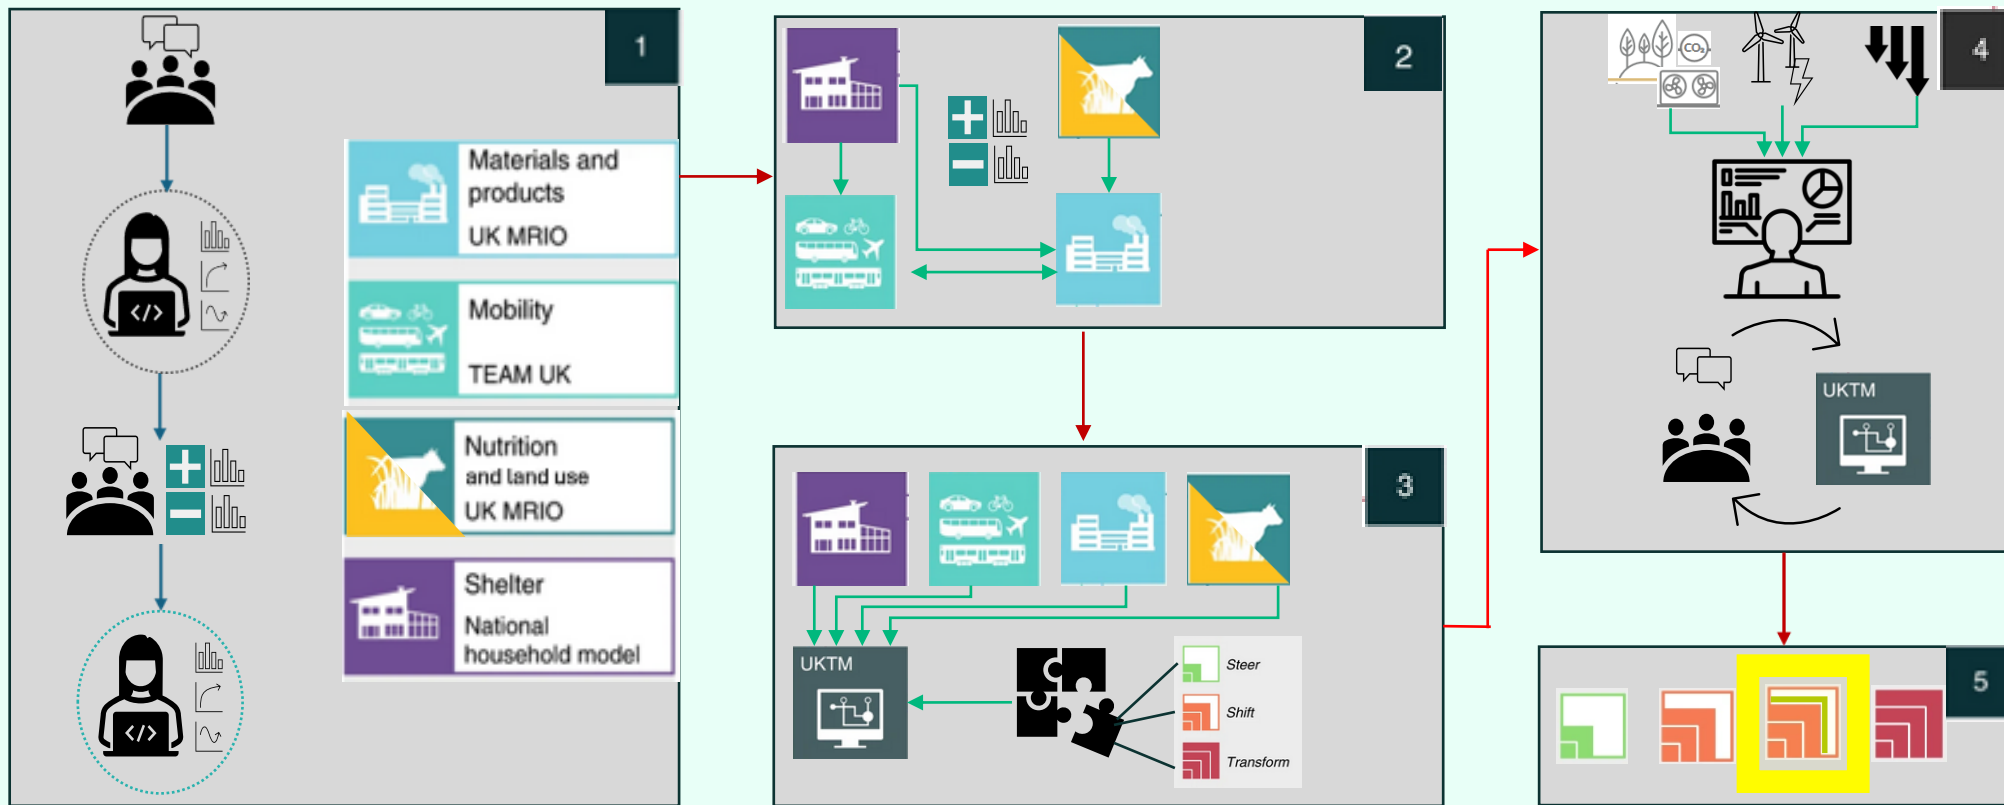 1
</>
</>
Materials and
products
UK MRIO
Mobility
TEAM UK
Nutrition
and land use
UK MRIO
Shelter
National
household model
2
3
UKTM
Steer
Shift
Transform
4
CO₂
UKTM
5